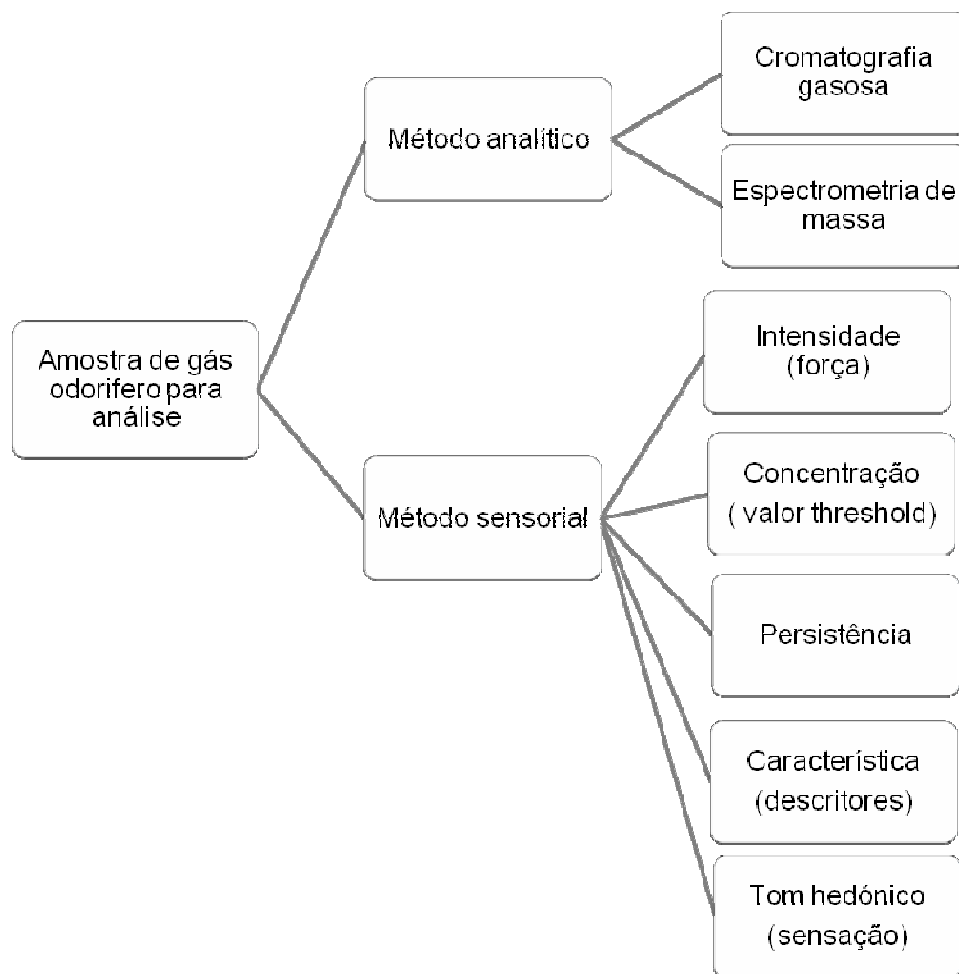 Cromatografia
gasosa
Método analítico
Espectrometria de
massa
Amostra de gás
odorifero para
análise
Intensidade
(força)
Concentração
( valor threshold)
Método sensorial
Persistência
Característica
(descritores)
Tom hedónico
(sensação)